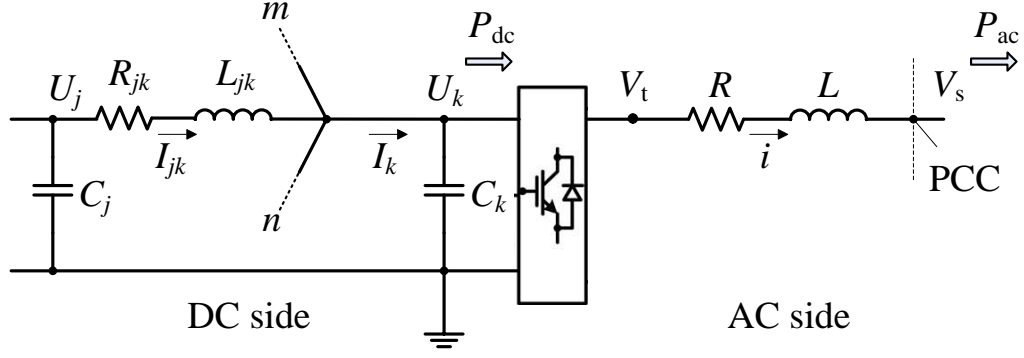 m
P_dc
P_ac
U_j
R_jk
L_jk
U_k
V_t
R
L
V_s
I_jk
I_k
i
C_j
n
C_k
PCC
DC side
AC side